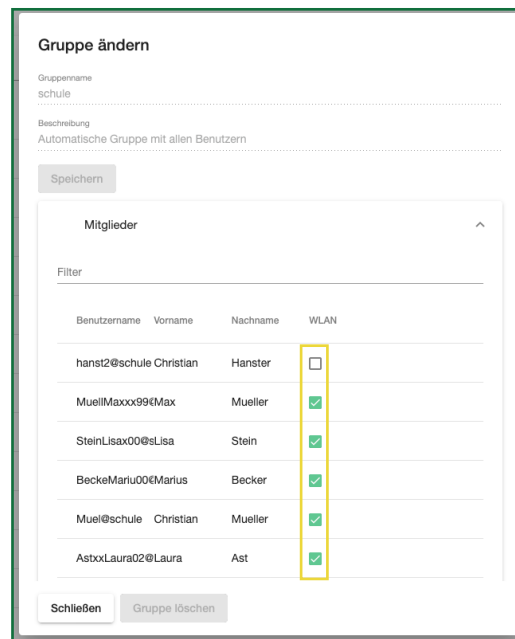 Gruppe ändern
Gruppenname
schule
Beschreibung
Automatische Gruppe mit allen Benutzern
Speichern
Mitglieder
Filter
Benutzername Vorname Nachname WLAN
hanst2@schule Christian Hanster
MuellMaxxx99@ Max Mueller
SteinLisax00@s Lisa Stein
BeckeMariu00@ Marius Becker
Muel@schule Christian Mueller
AstxxLaura02@ Laura Ast
Schließen Gruppe löschen